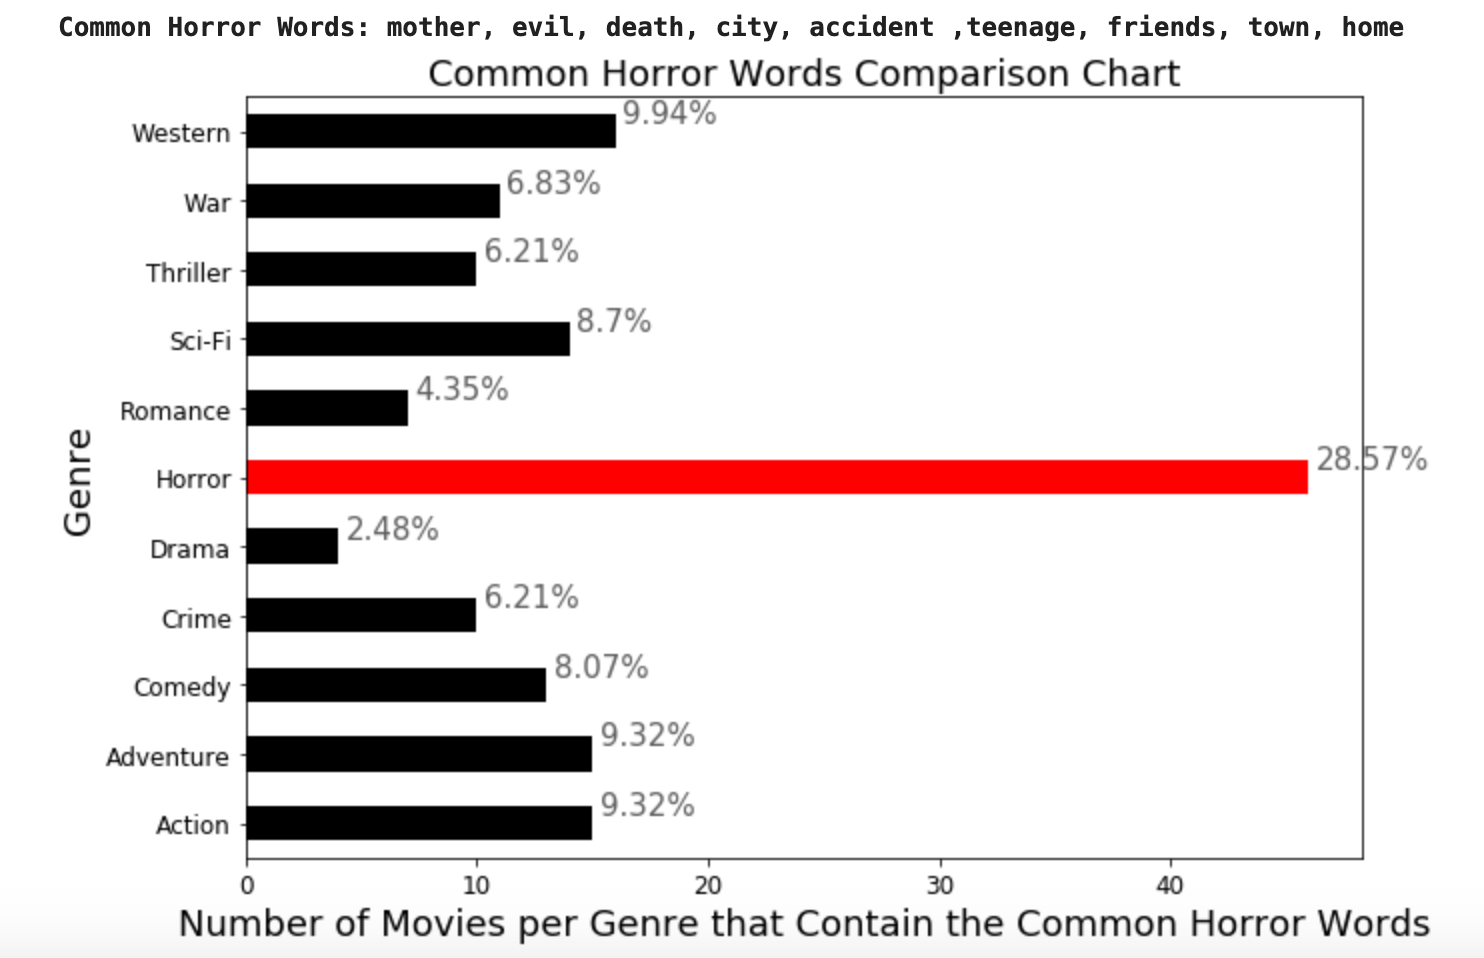 Common Horror Words: mother, evil, death, city, accident ,teenage, friends, town, home
Common Horror Words Comparison Chart
Western 9.94%
War 6.83%
Thriller 6.21%
Sci-Fi 8.7%
Romance 4.35%
Horror 28.57%
Drama 2.48%
Crime 6.21%
Comedy 8.07%
Adventure 9.32%
Action 9.32%
Genre
0 10 20 30 40
Number of Movies per Genre that Contain the Common Horror Words